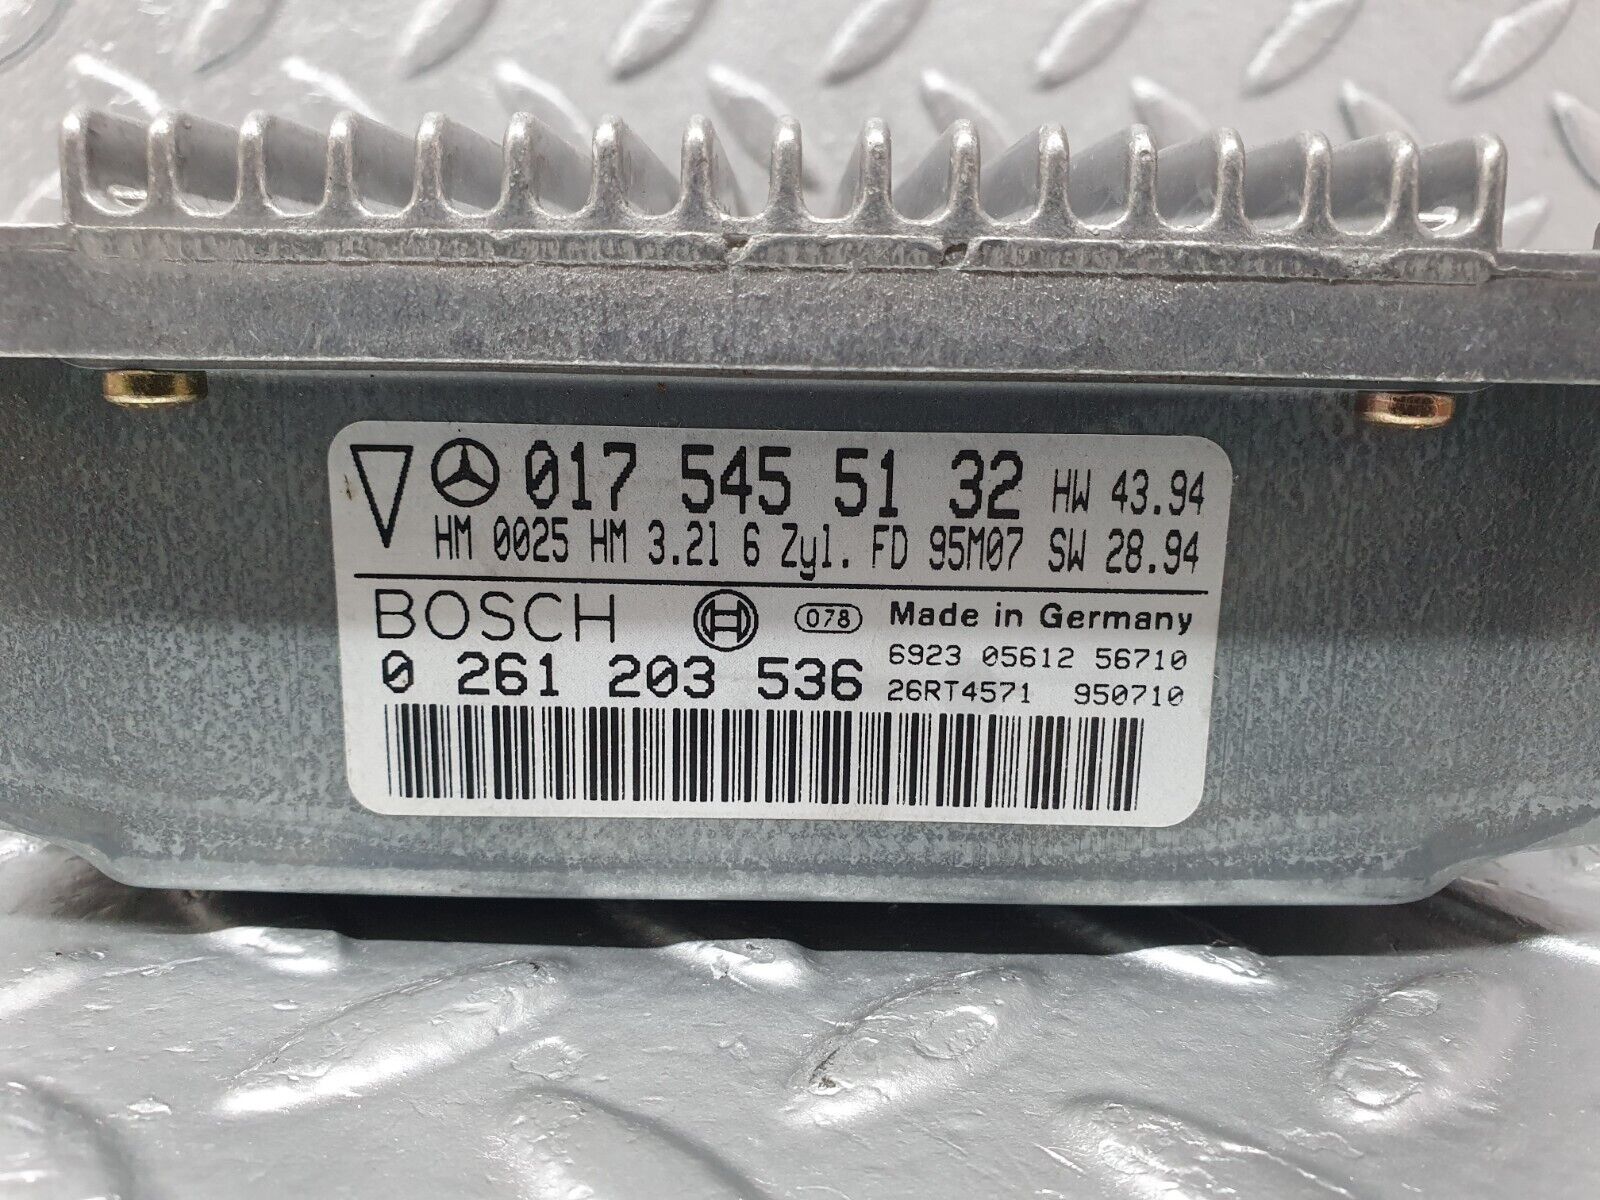 017 545 51 32 HW 43.94
HM 0025 HM 3.2l 6 Zyl. FD 95M07 SW 28.94
BOSCH 078 Made in Germany
6923 05612 56710
0 261 203 536
26RT4571 950710